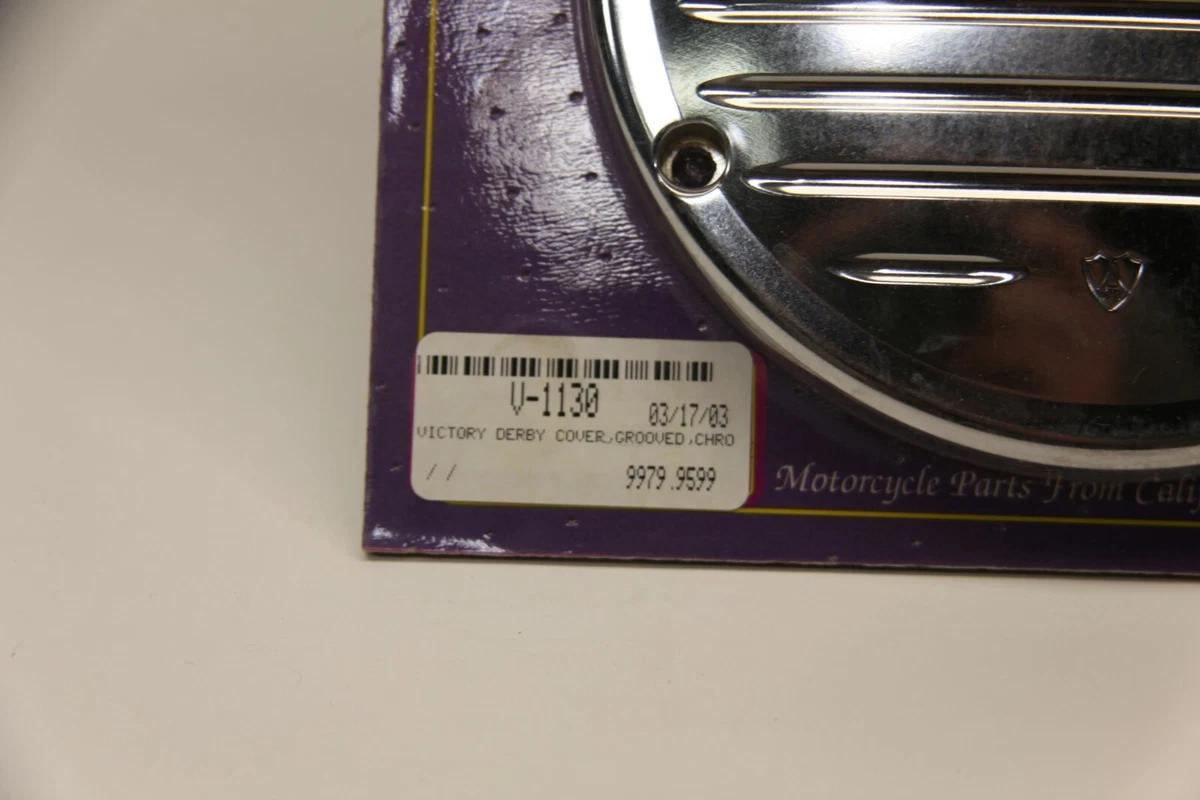 V-1130
03/17/03
VICTORY DERBY COVER,GROOVED,CHRO
/ /
9979.9599
Motorcycle Parts From Cali